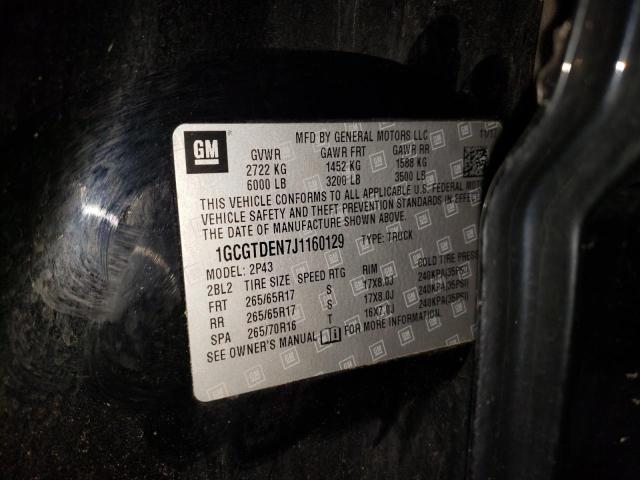 GM
MFD BY GENERAL MOTORS LLC 11/17
GVWR GAWR FRT GAWR RR
2722 KG 1452 KG 1588 KG
6000 LB 3200 LB 3500 LB
THIS VEHICLE CONFORMS TO ALL APPLICABLE U.S. FEDERAL MOTOR
VEHICLE SAFETY AND THEFT PREVENTION STANDARDS IN EFFECT
THE DATE OF MANUFACTURE SHOWN ABOVE.
1GCGTDEN7J1160129 TYPE: TRUCK
MODEL: 2P43
2BL2 TIRE SIZE SPEED RTG RIM COLD TIRE PRESS
FRT 265/65R17 S 17X8.0J 240KPA(35PSI)
RR 265/65R17 S 17X8.0J 240KPA(35PSI)
SPA 265/70R16 T 16X7.0J 240KPA(35PSI)
SEE OWNER'S MANUAL FOR MORE INFORMATION.